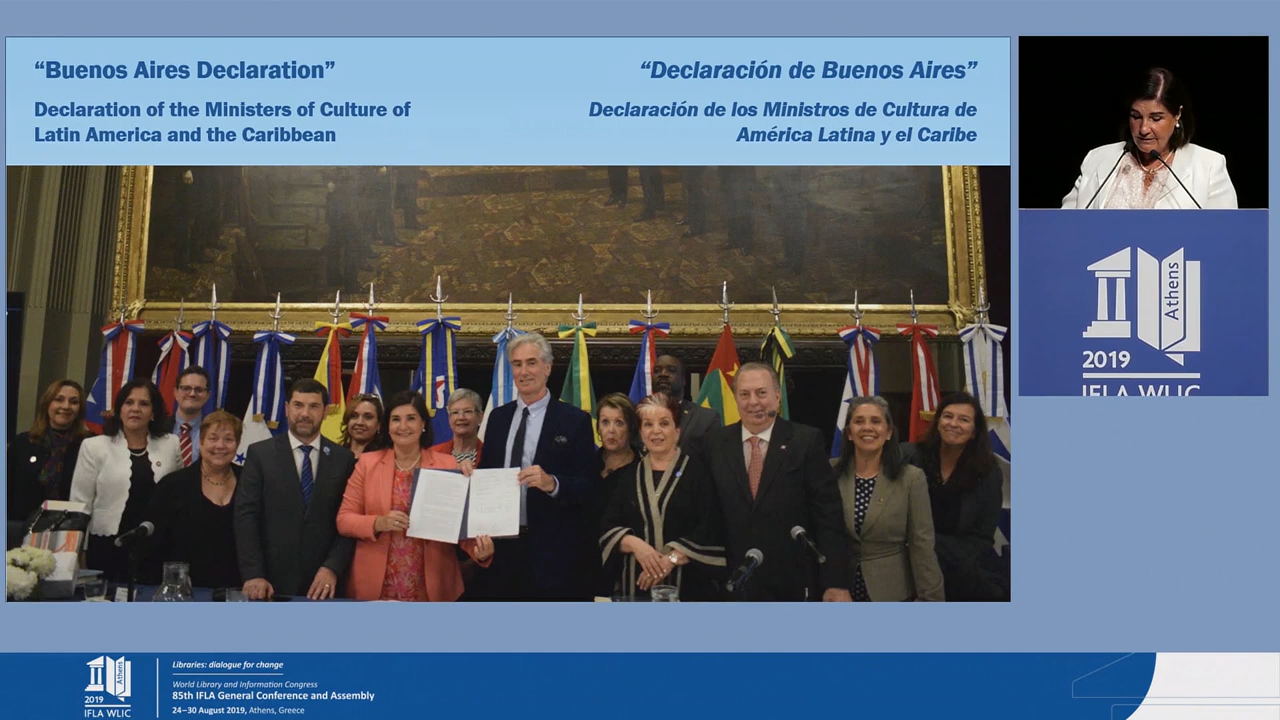 “Buenos Aires Declaration”
Declaration of the Ministers of Culture of
Latin America and the Caribbean
“Declaración de Buenos Aires”
Declaración de los Ministros de Cultura de
América Latina y el Caribe
Athens
2019
IFLA WLIC
Athens
2019
IFLA WLIC
Libraries: dialogue for change
World Library and Information Congress
85th IFLA General Conference and Assembly
24–30 August 2019, Athens, Greece